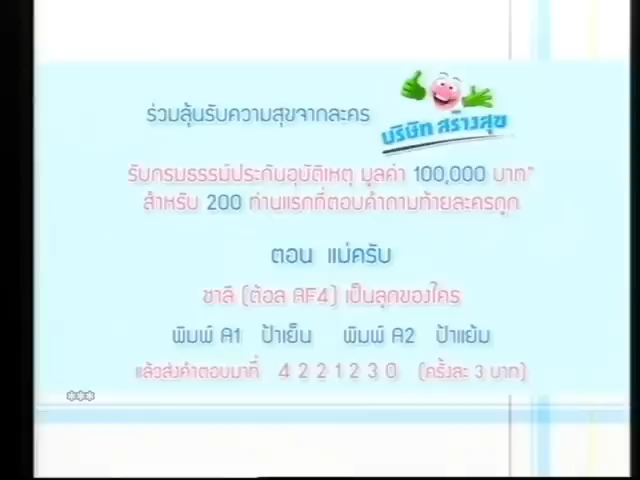 ร่วมลุ้นรับความสุขจากละคร
บริษัท สร้างสุข
รับกรมธรรม์ประกันอุบัติเหตุ มูลค่า 100,000 บาท*
สำหรับ 200 ท่านแรกที่ตอบคำถามท้ายละครถูก
ตอน แม่ครับ
ชาลี (ต้อล AF4) เป็นลูกของใคร
พิมพ์ A1 ป้าเย็น พิมพ์ A2 ป้าแย้ม
แล้วส่งคำตอบมาที่ 4221230 (ครั้งละ 3 บาท)
***